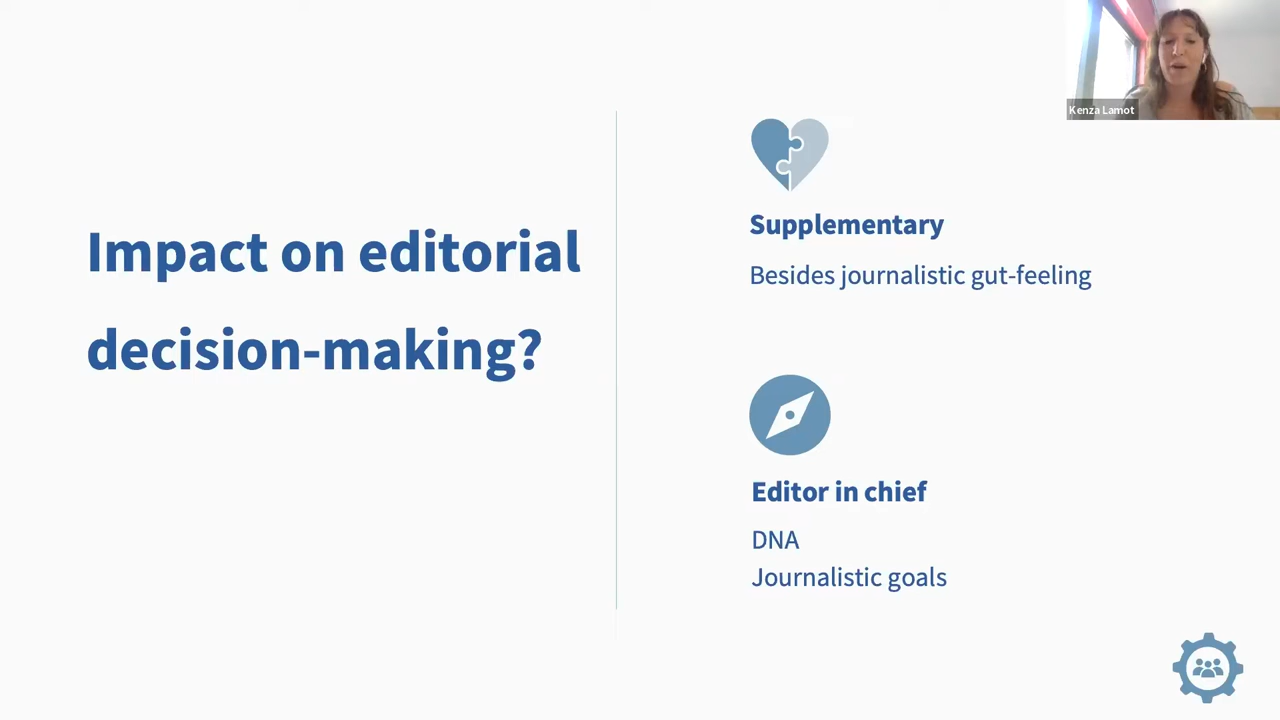 Kenza Lamot
Impact on editorial
decision-making?
Supplementary
Besides journalistic gut-feeling
Editor in chief
DNA
Journalistic goals